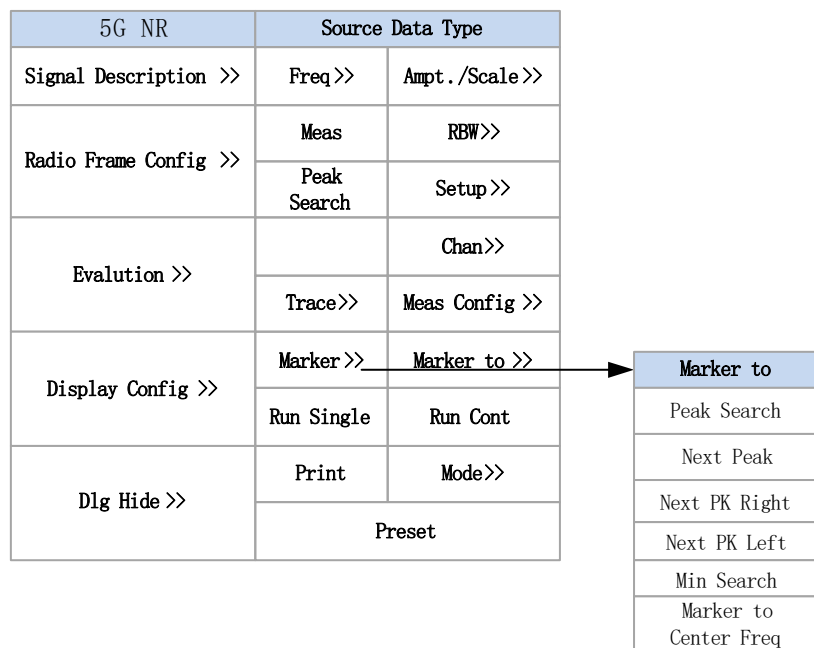 5G NR
Source Data Type
Signal Description >>
Freq>>
Ampt./Scale>>
Radio Frame Config >>
Meas
RBW>>
Peak
Search
Setup>>
Evalution >>
Chan>>
Trace>>
Meas Config >>
Display Config >>
Marker>>
Marker to >>
Run Single
Run Cont
Dlg Hide >>
Print
Mode>>
Preset
Marker to
Peak Search
Next Peak
Next PK Right
Next PK Left
Min Search
Marker to
Center Freq